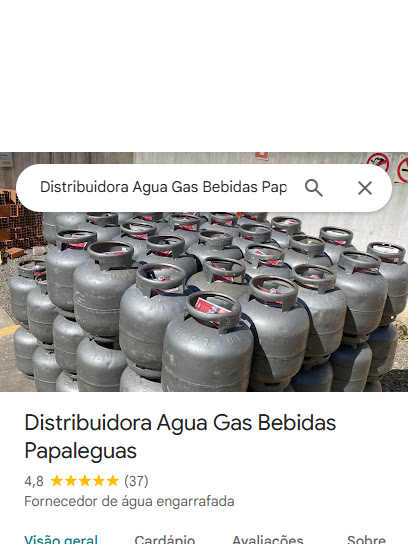 Distribuidora Agua Gas Bebidas Pap
Distribuidora Agua Gas Bebidas
Papaleguas
4,8 (37)
Fornecedor de água engarrafada
Visão geral Cardápio Avaliações Sobre